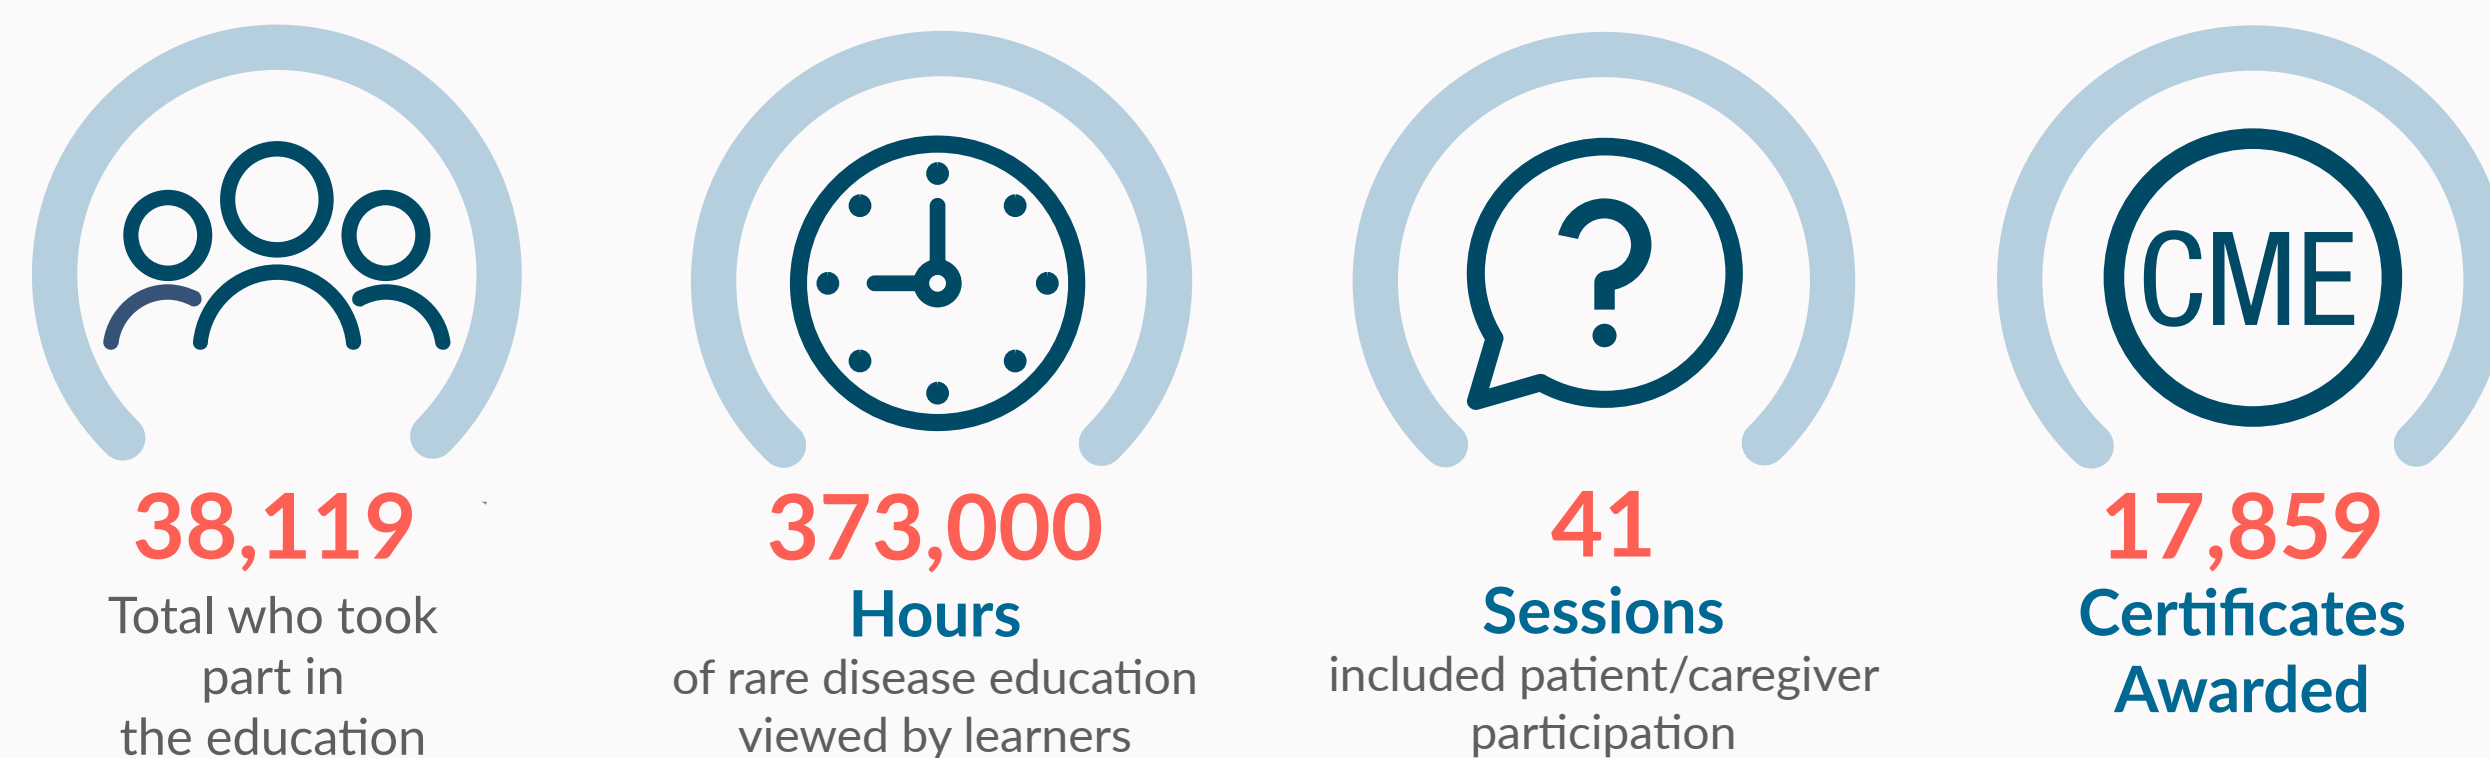 CME
38,119
Total who took
part in
the education
373,000
Hours
of rare disease education
viewed by learners
41
Sessions
included patient/caregiver
participation
17,859
Certificates
Awarded